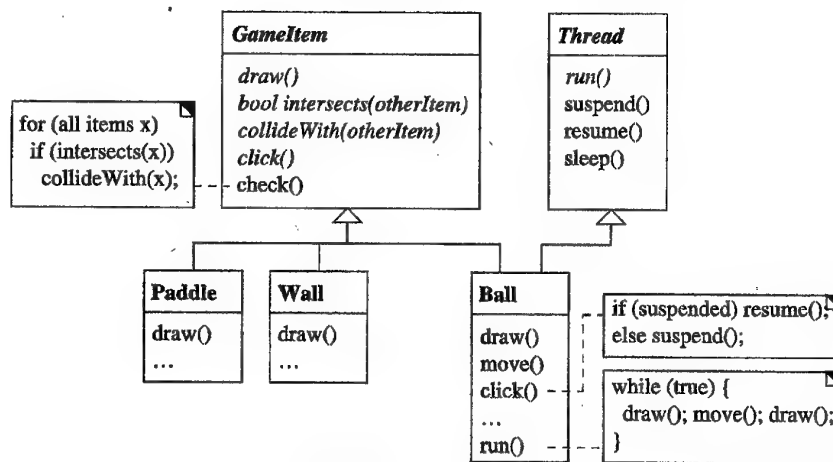 GameItem
draw()
bool intersects(otherItem)
collideWith(otherItem)
click()
check()
for (all items x)
if (intersects(x))
collideWith(x);
Thread
run()
suspend()
resume()
sleep()
Paddle
draw()
...
Wall
draw()
...
Ball
draw()
move()
click()
...
run()
if (suspended) resume();
else suspend();
while (true) {
draw(); move(); draw();
}